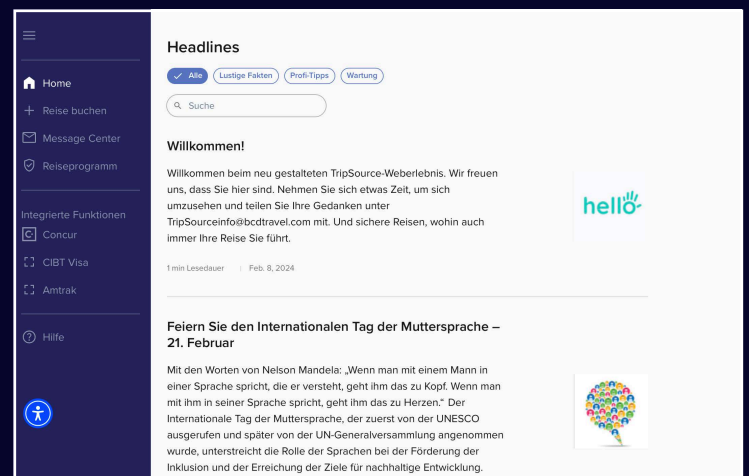 Home
Reise buchen
Message Center
Reiseprogramm
Integrierte Funktionen
Concur
CIBT Visa
Amtrak
Hilfe
Headlines
Alle
Lustige Fakten
Profi-Tipps
Wartung
Suche
Willkommen!
Willkommen beim neu gestalteten TripSource-Weberlebnis. Wir freuen
uns, dass Sie hier sind. Nehmen Sie sich etwas Zeit, um sich
umzusehen und teilen Sie Ihre Gedanken unter
TripSourceinfo@bcdtravel.com mit. Und sichere Reisen, wohin auch
immer Ihre Reise Sie führt.
hello
1 min Lesedauer | Feb. 8, 2024
Feiern Sie den Internationalen Tag der Muttersprache –
21. Februar
Mit den Worten von Nelson Mandela: „Wenn man mit einem Mann in
einer Sprache spricht, die er versteht, geht ihm das zu Kopf. Wenn man
mit ihm in seiner Sprache spricht, geht ihm das zu Herzen.“ Der
Internationale Tag der Muttersprache, der zuerst von der UNESCO
ausgerufen und später von der UN-Generalversammlung angenommen
wurde, unterstreicht die Rolle der Sprachen bei der Förderung der
Inklusion und der Erreichung der Ziele für nachhaltige Entwicklung.